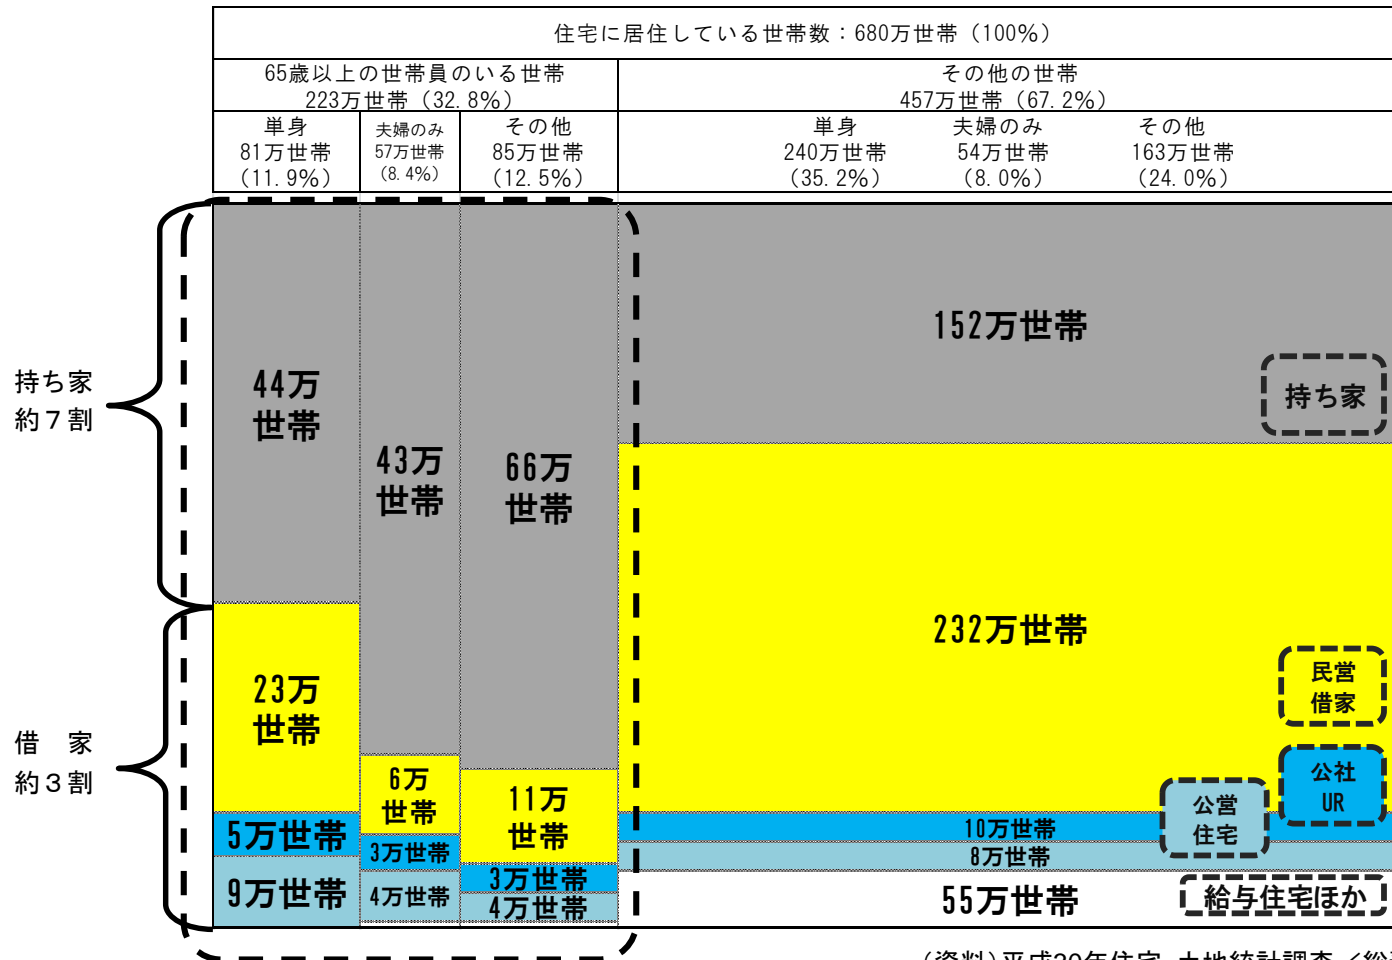 住宅に居住している世帯数：680万世帯（100%）
65歳以上の世帯員のいる世帯
223万世帯（32.8%）
その他の世帯
457万世帯（67.2%）
単身
81万世帯
（11.9%）
夫婦のみ
57万世帯
（8.4%）
その他
85万世帯
（12.5%）
単身
240万世帯
（35.2%）
夫婦のみ
54万世帯
（8.0%）
その他
163万世帯
（24.0%）
持ち家
約７割
借　家
約３割
44万
世帯
43万
世帯
66万
世帯
152万世帯
持ち家
23万
世帯
6万
世帯
11万
世帯
232万世帯
民営
借家
5万世帯
3万世帯
3万世帯
10万世帯
公社
UR
9万世帯
4万世帯
4万世帯
8万世帯
公営
住宅
55万世帯
給与住宅ほか